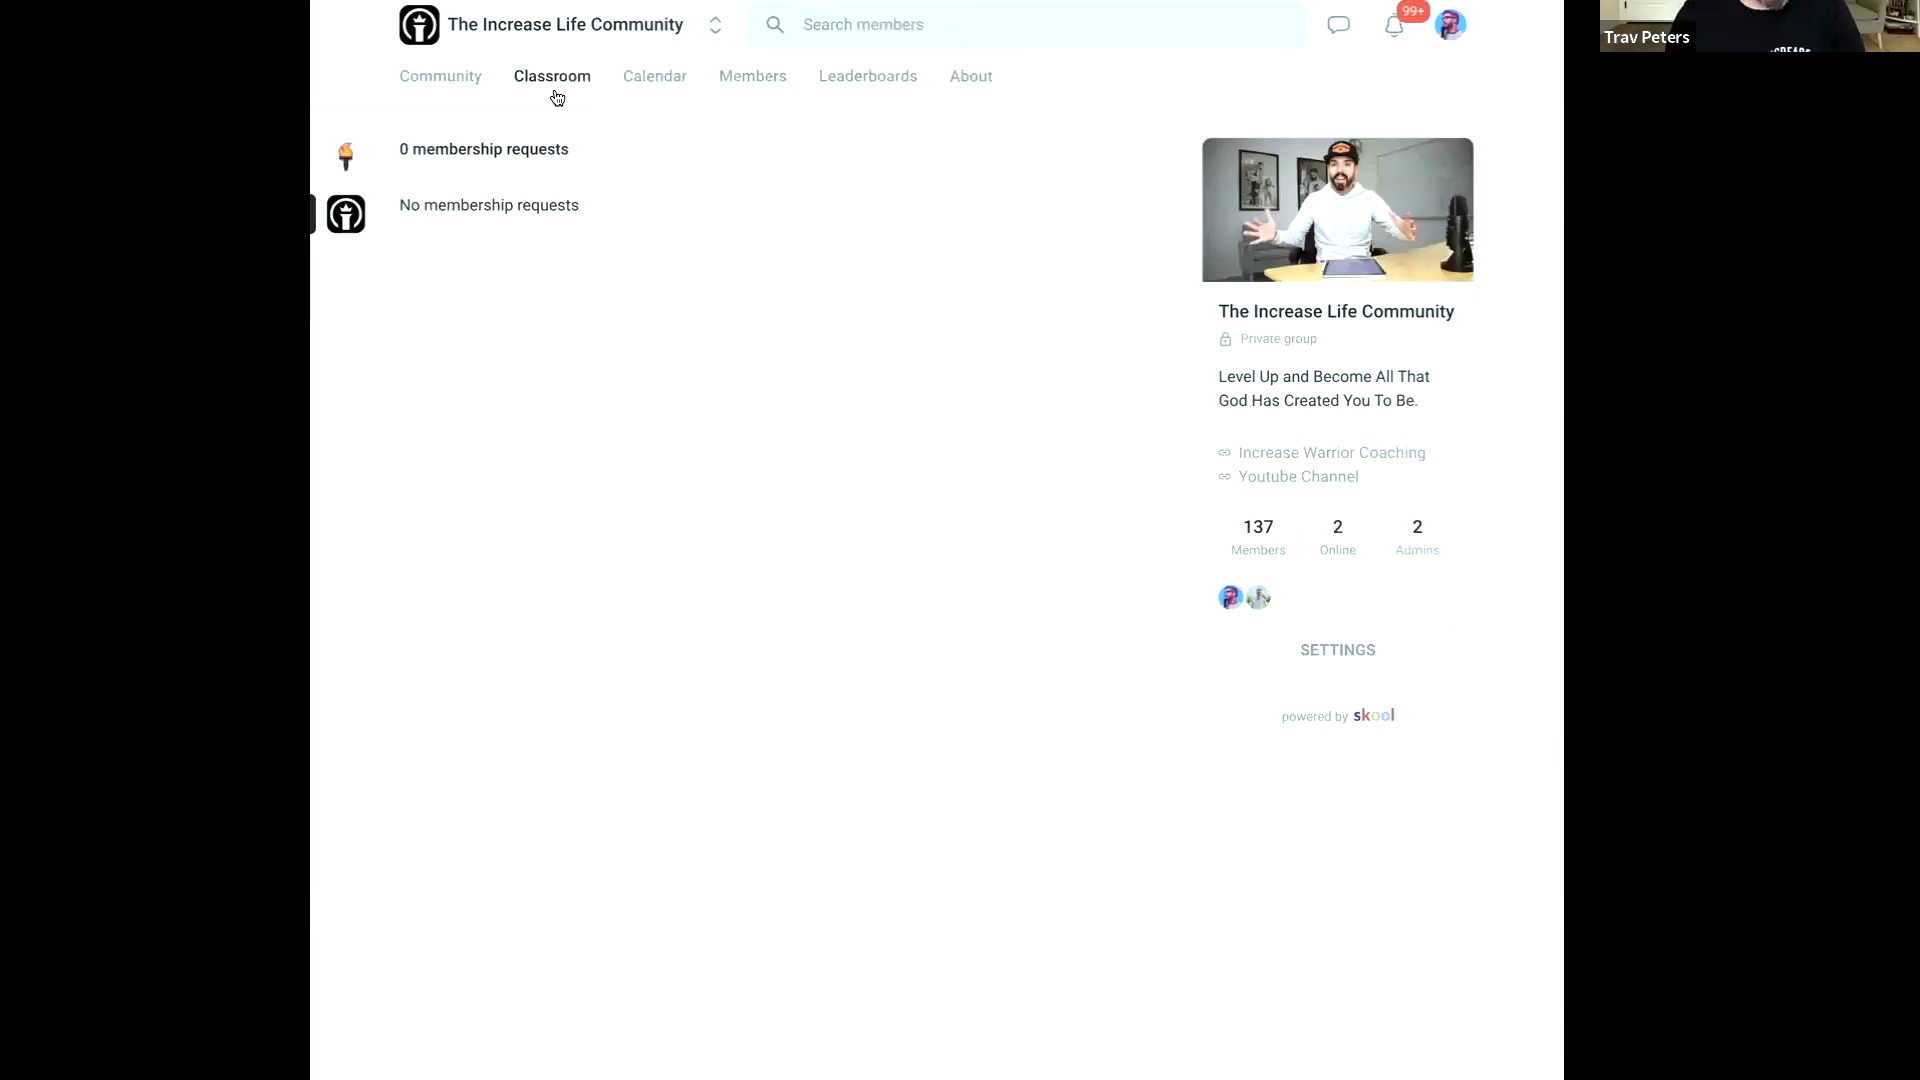 The Increase Life Community
Search members
99+
Trav Peters
Community
Classroom
Calendar
Members
Leaderboards
About
0 membership requests
No membership requests
The Increase Life Community
Private group
Level Up and Become All That
God Has Created You To Be.
Increase Warrior Coaching
Youtube Channel
137 2 2
Members Online Admins
SETTINGS
powered by skool